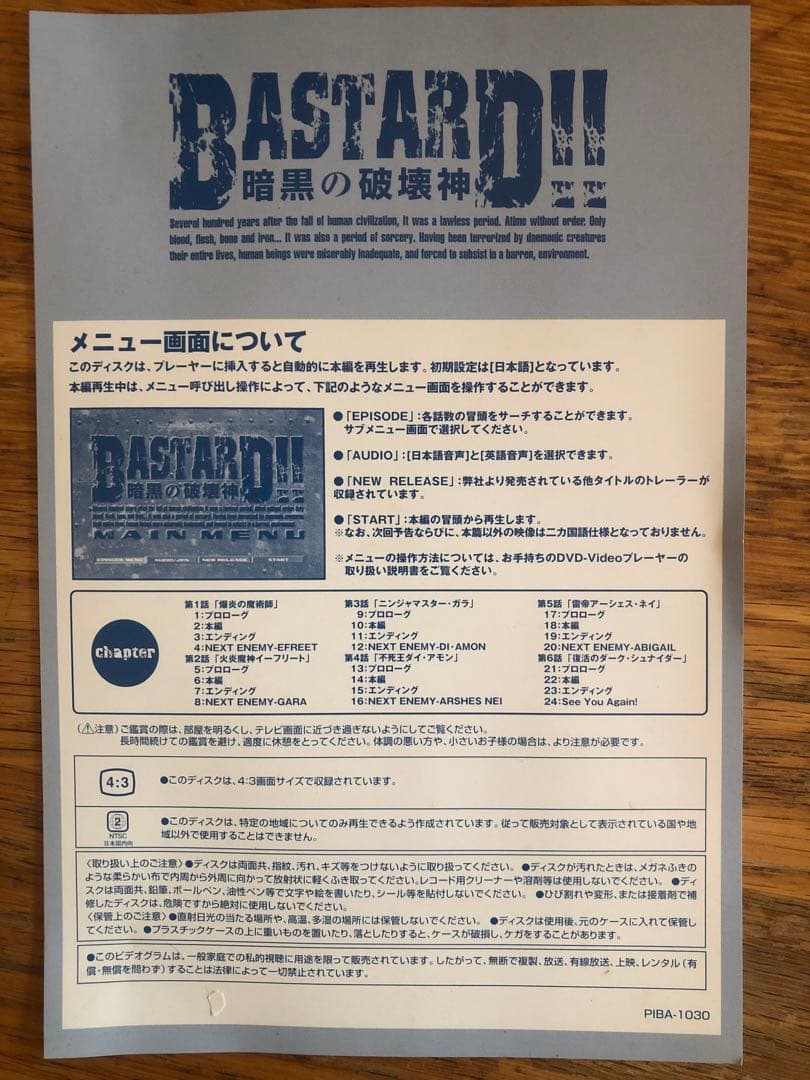 BASTARD!!
暗黒の破壊神
Several hundred years after the fall of human civilization, It was a lawless period. Atime without order. Only
blood, flesh, bone and iron... It was also a period of sorcery. Having been terrorized by daemonic creatures
their entire lives, human beings were miserably inadequate, and forced to subsist in a barren, environment.
メニュー画面について
このディスクは、プレーヤーに挿入すると自動的に本編を再生します。初期設定は[日本語]となっています。
本編再生中は、メニュー呼び出し操作によって、下記のようなメニュー画面を操作することができます。
BASTARD!!
暗黒の破壊神
MAIN MENU
EPISODE MENU AUDIO/JPN NEW RELEASE START
●「EPISODE」:各話数の冒頭をサーチすることができます。
サブメニュー画面で選択してください。
●「AUDIO」:[日本語音声]と[英語音声]を選択できます。
●「NEW RELEASE」:弊社より発売されている他タイトルのトレーラーが
収録されています。
●「START」:本編の冒頭から再生します。
※なお、次回予告ならびに、本篇以外の映像は二カ国語仕様となっておりません。
※メニューの操作方法については、お手持ちのDVD-Videoプレーヤーの
取り扱い説明書をご覧ください。
chapter
第1話「爆炎の魔術師」
1:プロローグ
2:本編
3:エンディング
4:NEXT ENEMY-EFREET
第2話「火炎魔神イーフリート」
5:プロローグ
6:本編
7:エンディング
8:NEXT ENEMY-GARA
第3話「ニンジャマスター・ガラ」
9:プロローグ
10:本編
11:エンディング
12:NEXT ENEMY-DI・AMON
第4話「不死王ダイ・アモン」
13:プロローグ
14:本編
15:エンディング
16:NEXT ENEMY-ARSHES NEI
第5話「雷帝アーシェス・ネイ」
17:プロローグ
18:本編
19:エンディング
20:NEXT ENEMY-ABIGAIL
第6話「復活のダーク・シュナイダー」
21:プロローグ
22:本編
23:エンディング
24:See You Again!
(⚠注意)ご鑑賞の際は、部屋を明るくし、テレビ画面に近づき過ぎないようにしてご覧ください。
長時間続けての鑑賞を避け、適度に休憩をとってください。体調の悪い方や、小さいお子様の場合は、より注意が必要です。
4:3
●このディスクは、4:3画面サイズで収録されています。
2
NTSC
日本国内向
●このディスクは、特定の地域についてのみ再生できるよう作成されています。従って販売対象として表示されている国や地
域以外で使用することはできません。
〈取り扱い上のご注意〉●ディスクは両面共、指紋、汚れ、キズ等をつけないように取り扱ってください。●ディスクが汚れたときは、メガネふきの
ような柔らかい布で内周から外周に向かって放射状に軽くふき取ってください。レコード用クリーナーや溶剤等は使用しないでください。●ディ
スクは両面共、鉛筆、ボールペン、油性ペン等で文字や絵を書いたり、シール等を貼付しないでください。●ひび割れや変形、または接着剤で補
修したディスクは、危険ですから絶対に使用しないでください。
〈保管上のご注意〉●直射日光の当たる場所や、高温、多湿の場所には保管しないでください。●ディスクは使用後、元のケースに入れて保管し
てください。●プラスチックケースの上に重いものを置いたり、落としたりすると、ケースが破損し、ケガをすることがあります。
●このビデオグラムは、一般家庭での私的視聴に用途を限って販売されています。したがって、無断で複製、放送、有線放送、上映、レンタル(有
償・無償を問わず)することは法律によって一切禁止されています。
PIBA-1030